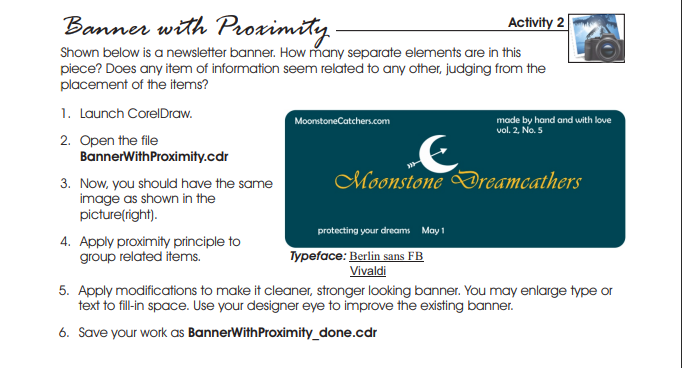 Banner with Proximity
Activity 2
Shown below is a newsletter banner. How many separate elements are in this
piece? Does any item of information seem related to any other, judging from the
placement of the items?
1. Launch CorelDraw.
2. Open the file
BannerWithProximity.cdr
3. Now, you should have the same
image as shown in the
picture(right).
4. Apply proximity principle to
group related items.
MoonstoneCatchers.com
made by hand and with love
vol. 2, No. 5
Moonstone Dreamcathers
protecting your dreams May 1
Typeface: Berlin sans FB
Vivaldi
5. Apply modifications to make it cleaner, stronger looking banner. You may enlarge type or
text to fill-in space. Use your designer eye to improve the existing banner.
6. Save your work as BannerWithProximity_done.cdr